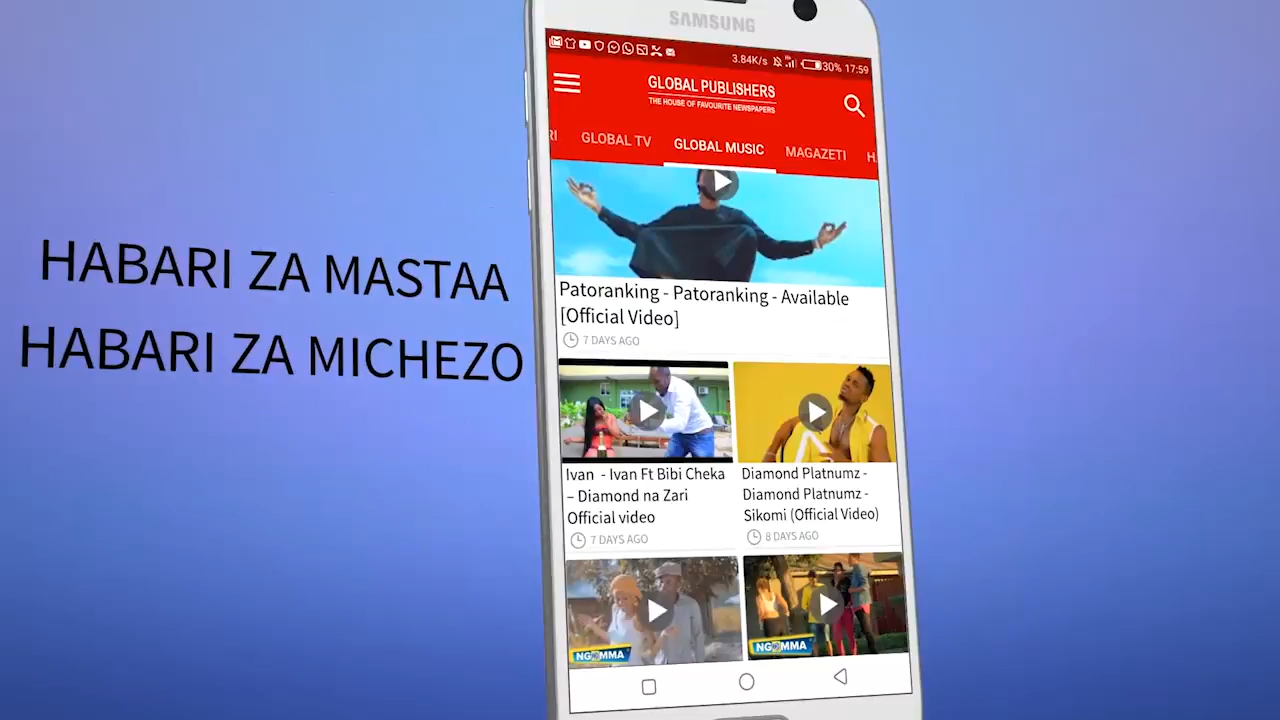 SAMSUNG
3.84K/s 30% 17:59
GLOBAL PUBLISHERS
THE HOUSE OF FAVOURITE NEWSPAPERS
RI GLOBAL TV GLOBAL MUSIC MAGAZETI H
HABARI ZA MASTAA
HABARI ZA MICHEZO
Patoranking - Patoranking - Available
[Official Video]
7 DAYS AGO
Ivan - Ivan Ft Bibi Cheka
– Diamond na Zari
Official video
7 DAYS AGO
Diamond Platnumz -
Diamond Platnumz -
Sikomi (Official Video)
8 DAYS AGO
NGOMMA
NGOMMA